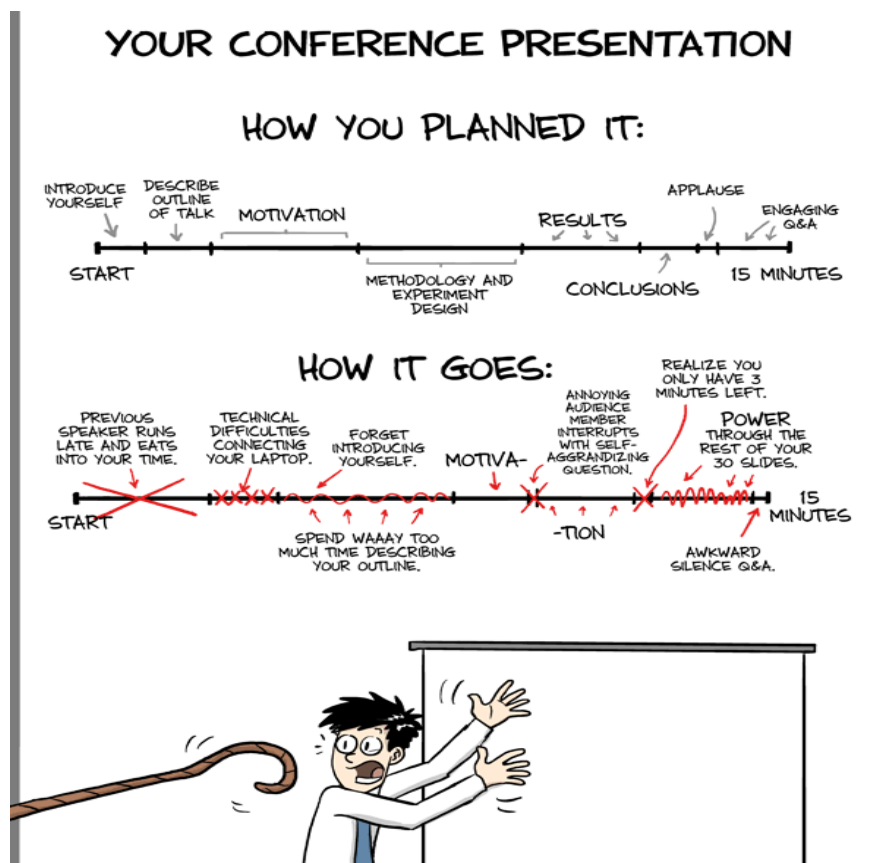 YOUR CONFERENCE PRESENTATION
HOW YOU PLANNED IT:
INTRODUCE
YOURSELF
DESCRIBE
OUTLINE
OF TALK
MOTIVATION
METHODOLOGY AND
EXPERIMENT
DESIGN
RESULTS
CONCLUSIONS
APPLAUSE
ENGAGING
Q&A
START
15 MINUTES
HOW IT GOES:
PREVIOUS
SPEAKER RUNS
LATE AND EATS
INTO YOUR TIME.
TECHNICAL
DIFFICULTIES
CONNECTING
YOUR LAPTOP.
FORGET
INTRODUCING
YOURSELF.
SPEND WAAAY TOO
MUCH TIME DESCRIBING
YOUR OUTLINE.
MOTIVA-
ANNOYING
AUDIENCE
MEMBER
INTERRUPTS
WITH SELF-
AGGRANDIZING
QUESTION.
-TION
REALIZE YOU
ONLY HAVE 3
MINUTES LEFT.
POWER
THROUGH THE
REST OF YOUR
30 SLIDES.
AWKWARD
SILENCE Q&A.
START
15
MINUTES